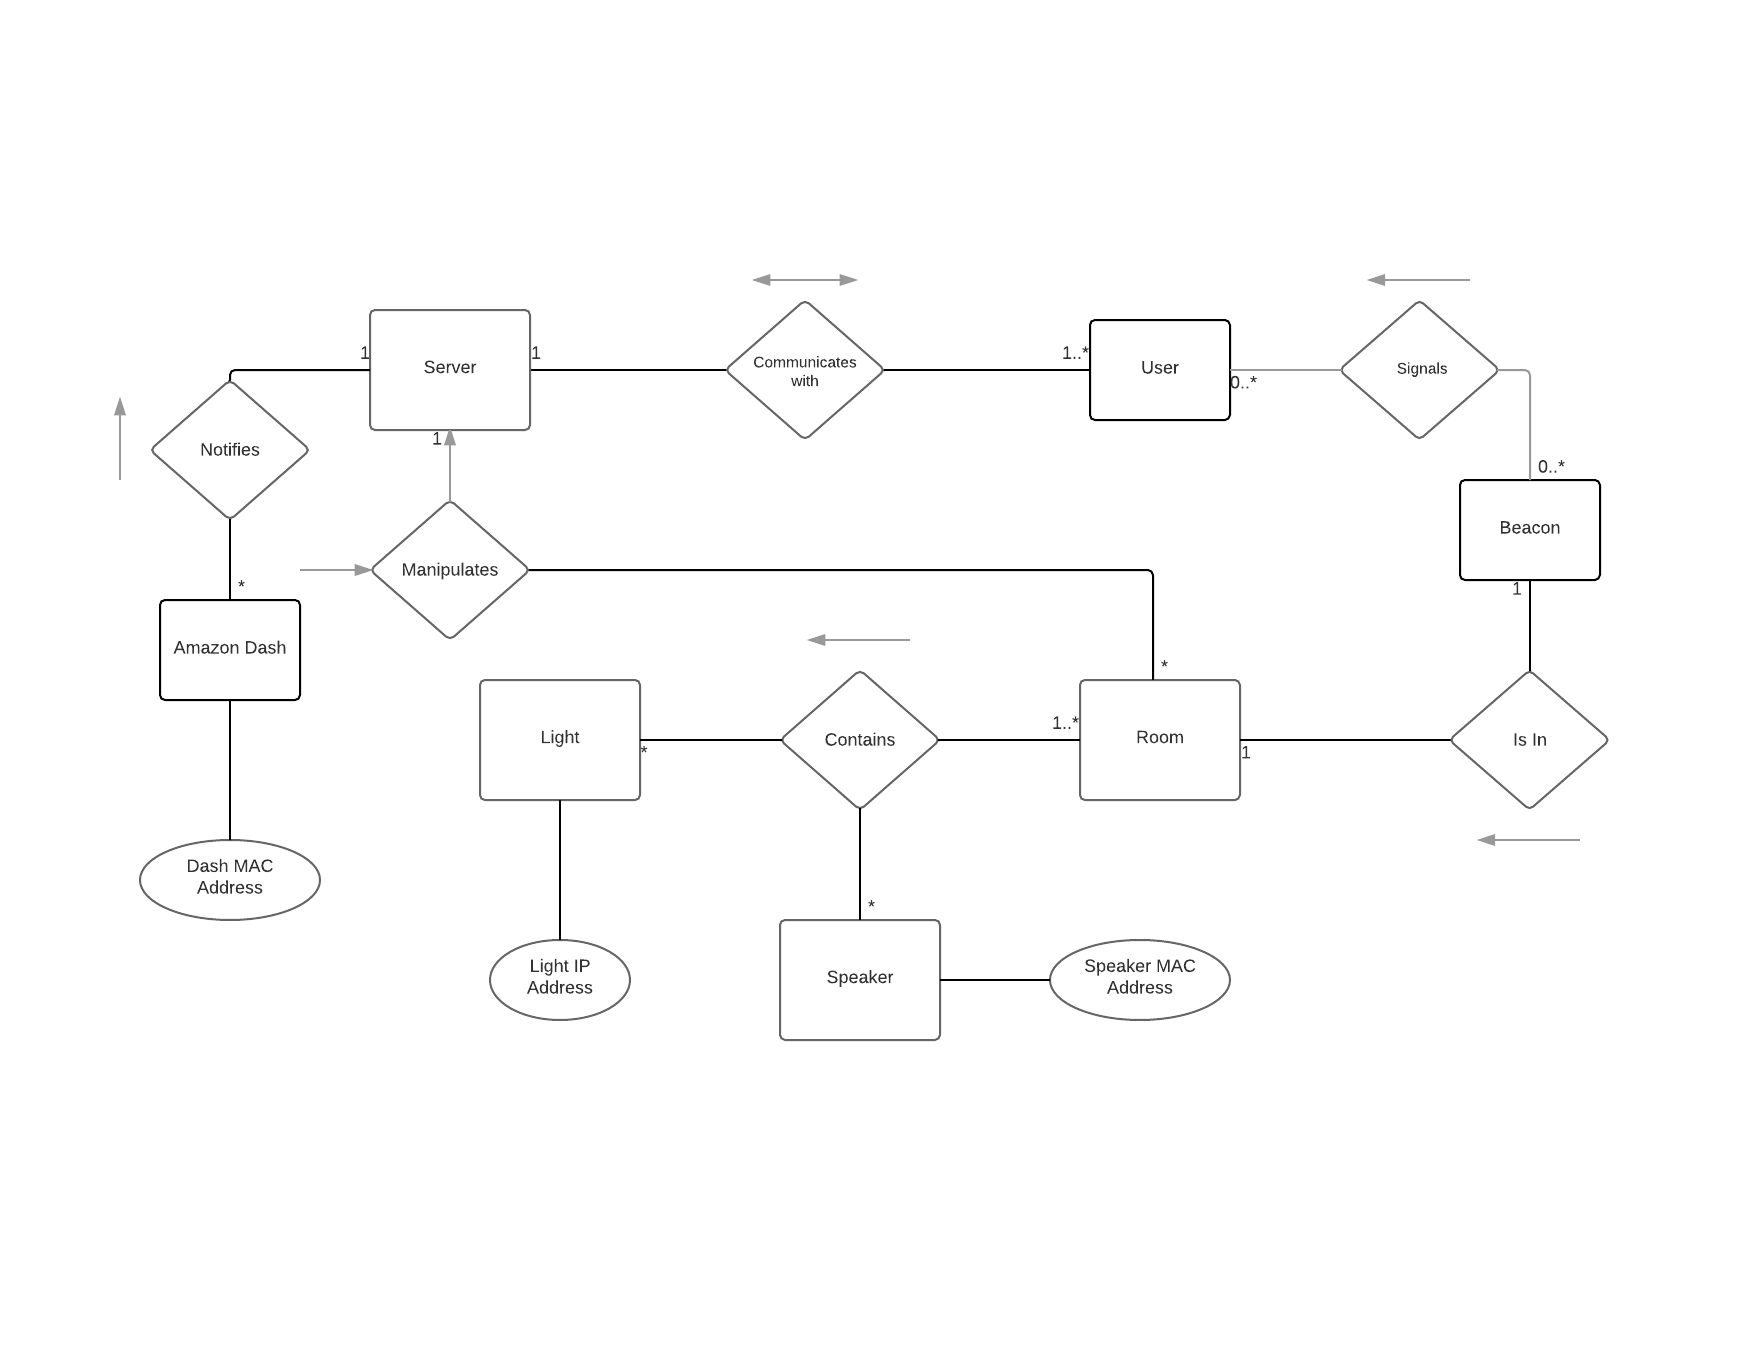 1
Server
1
Communicates
with
1..*
User
0..*
Signals
Notifies
1
0..*
Beacon
1
*
Manipulates
Amazon Dash
*
Light
*
Contains
1..*
Room
1
Is In
Dash MAC
Address
*
Light IP
Address
Speaker
Speaker MAC
Address